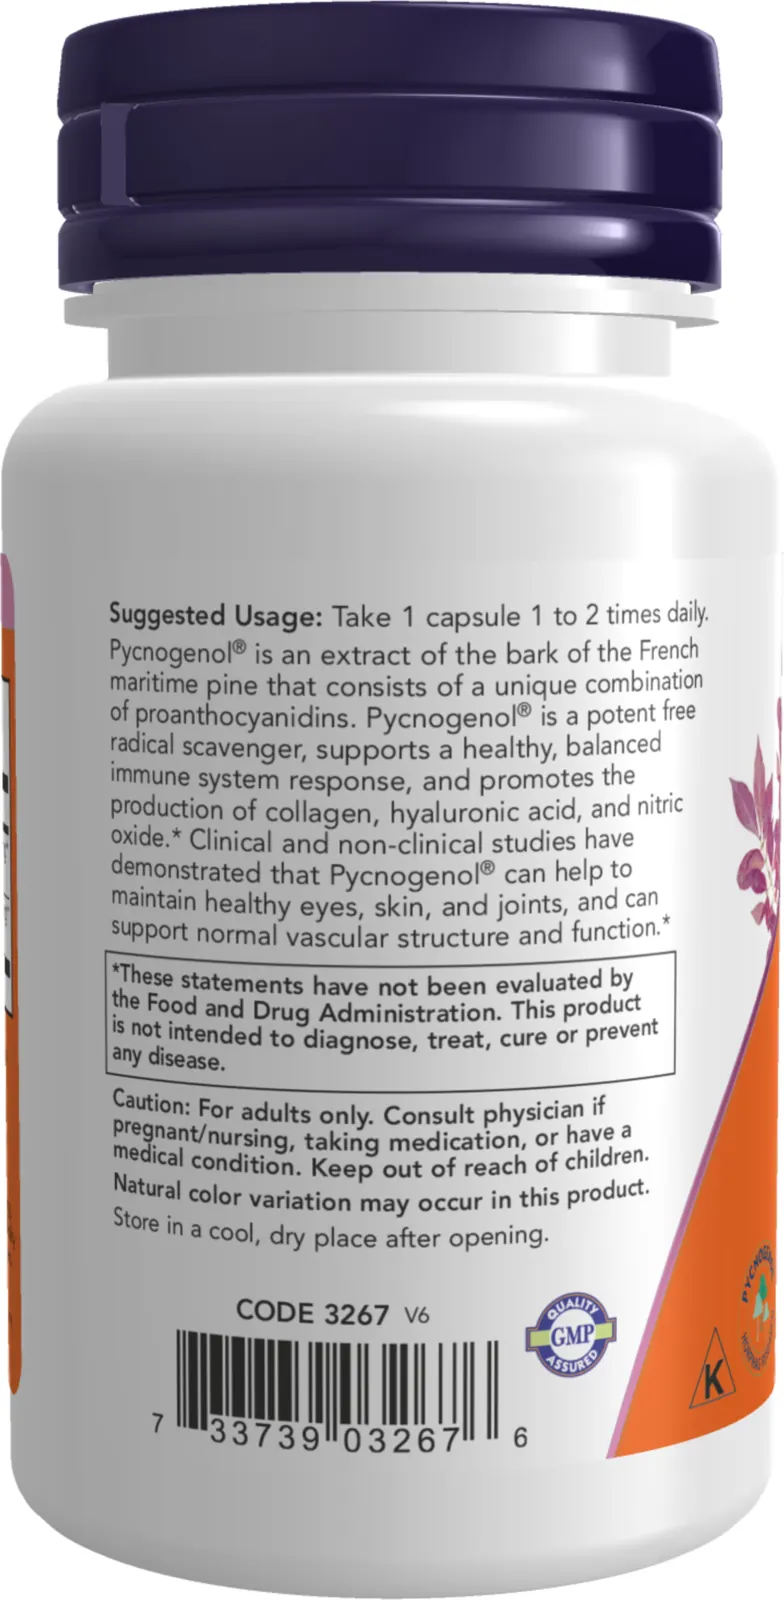 Suggested Usage: Take 1 capsule 1 to 2 times daily.
Pycnogenol® is an extract of the bark of the French
maritime pine that consists of a unique combination
of proanthocyanidins. Pycnogenol® is a potent free
radical scavenger, supports a healthy, balanced
immune system response, and promotes the
production of collagen, hyaluronic acid, and nitric
oxide.* Clinical and non-clinical studies have
demonstrated that Pycnogenol® can help to
maintain healthy eyes, skin, and joints, and can
support normal vascular structure and function.*
*These statements have not been evaluated by
the Food and Drug Administration. This product
is not intended to diagnose, treat, cure or prevent
any disease.
Caution: For adults only. Consult physician if
pregnant/nursing, taking medication, or have a
medical condition. Keep out of reach of children.
Natural color variation may occur in this product.
Store in a cool, dry place after opening.
CODE 3267 V6
QUALITY
GMP
ASSURED
K
7 33739 03267 6